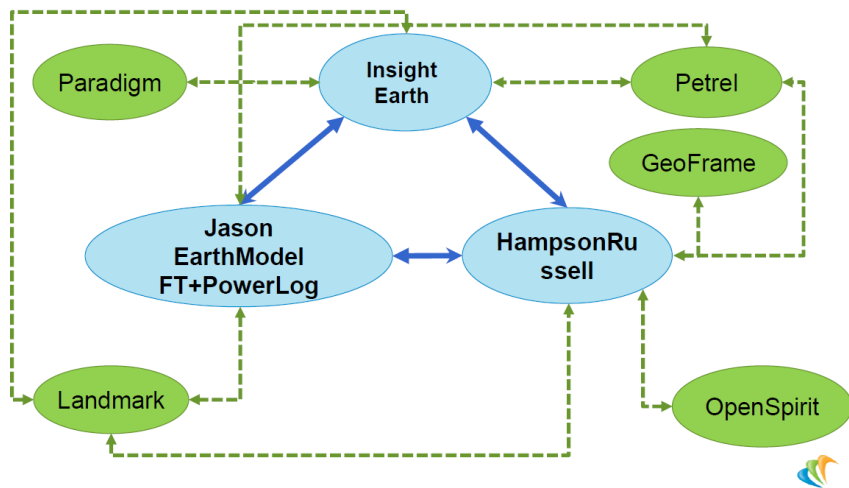 Insight
Earth
Paradigm
Petrel
GeoFrame
Jason
EarthModel
FT+PowerLog
HampsonRu
ssell
Landmark
OpenSpirit